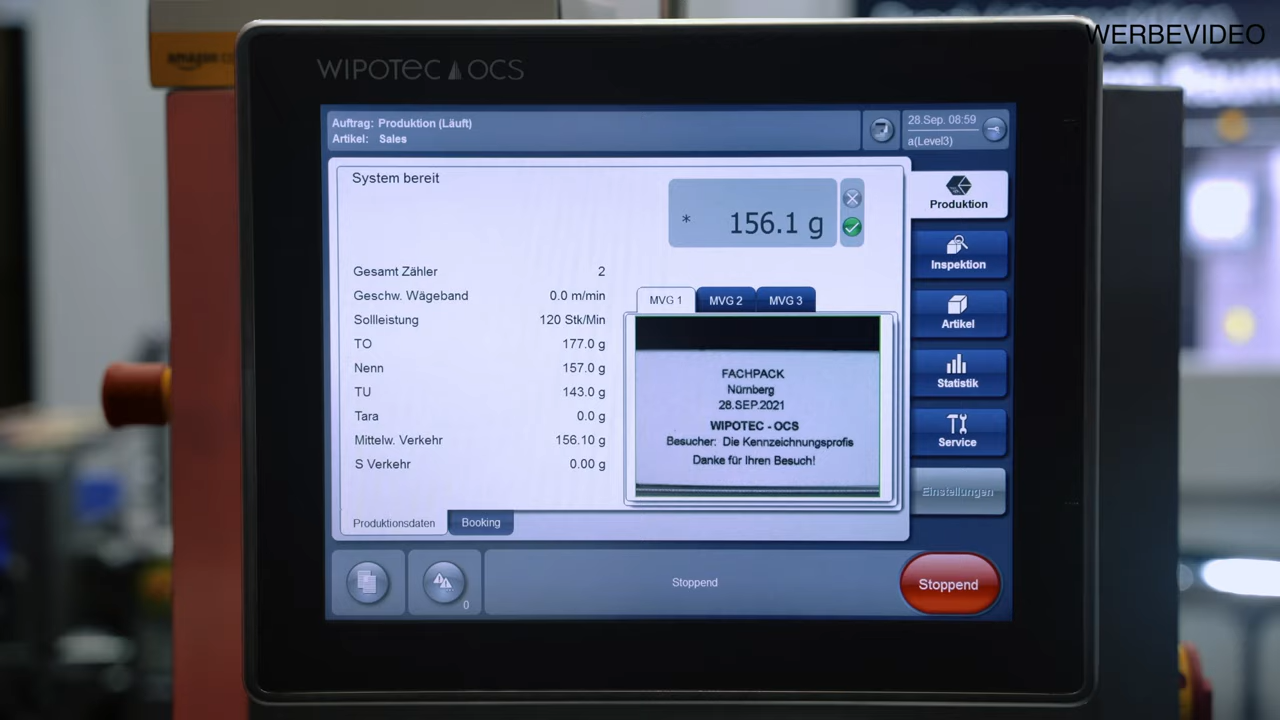 WERBEVIDEO
WIPOTEC OCS
Auftrag: Produktion (Läuft)
Artikel: Sales
28.Sep. 08:59
a(Level3)
System bereit
* 156.1 g
Gesamt Zähler 2
Geschw. Wägeband 0.0 m/min
Sollleistung 120 Stk/Min
TO 177.0 g
Nenn 157.0 g
TU 143.0 g
Tara 0.0 g
Mittelw. Verkehr 156.10 g
S Verkehr 0.00 g
MVG 1 MVG 2 MVG 3
FACHPACK
Nürnberg
28.SEP.2021
WIPOTEC - OCS
Besucher: Die Kennzeichnungsprofis
Danke für Ihren Besuch!
Produktionsdaten Booking
Produktion
Inspektion
Artikel
Statistik
Service
Einstellungen
0
Stoppend
Stoppend